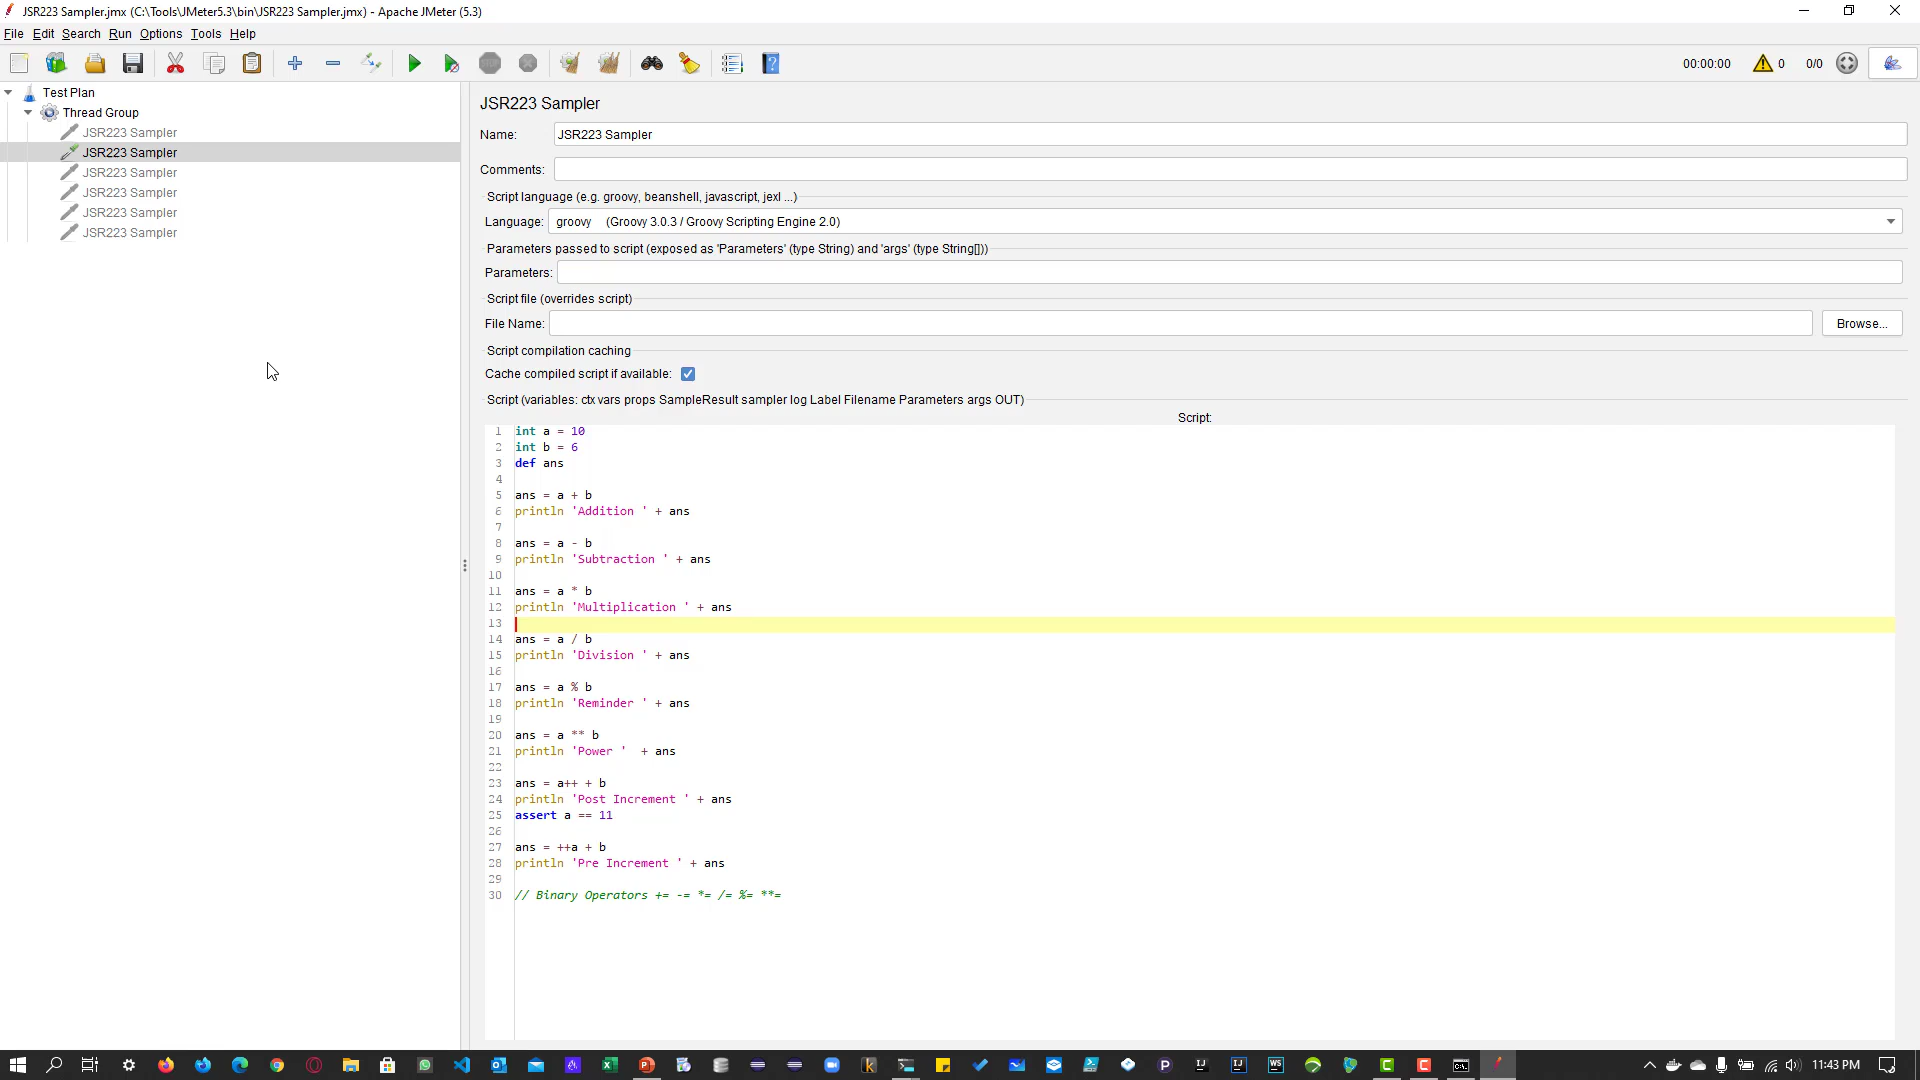 JSR223 Sampler.jmx (C:\Tools\JMeter5.3\bin\JSR223 Sampler.jmx) - Apache JMeter (5.3)
File Edit Search Run Options Tools Help
00:00:00 0 0/0
Test Plan
Thread Group
JSR223 Sampler
JSR223 Sampler
JSR223 Sampler
JSR223 Sampler
JSR223 Sampler
JSR223 Sampler
JSR223 Sampler
Name: JSR223 Sampler
Comments:
Script language (e.g. groovy, beanshell, javascript, jexl ...)
Language: groovy (Groovy 3.0.3 / Groovy Scripting Engine 2.0)
Parameters passed to script (exposed as 'Parameters' (type String) and 'args' (type String[]))
Parameters:
Script file (overrides script)
File Name: Browse...
Script compilation caching
Cache compiled script if available:
Script (variables: ctx vars props SampleResult sampler log Label Filename Parameters args OUT)
Script:
1 int a = 10
2 int b = 6
3 def ans
4
5 ans = a + b
6 println 'Addition ' + ans
7
8 ans = a - b
9 println 'Subtraction ' + ans
10
11 ans = a * b
12 println 'Multiplication ' + ans
13
14 ans = a / b
15 println 'Division ' + ans
16
17 ans = a % b
18 println 'Reminder ' + ans
19
20 ans = a ** b
21 println 'Power '  + ans
22
23 ans = a++ + b
24 println 'Post Increment ' + ans
25 assert a == 11
26
27 ans = ++a + b
28 println 'Pre Increment ' + ans
29
30 // Binary Operators += -= *= /= %= **=
11:43 PM